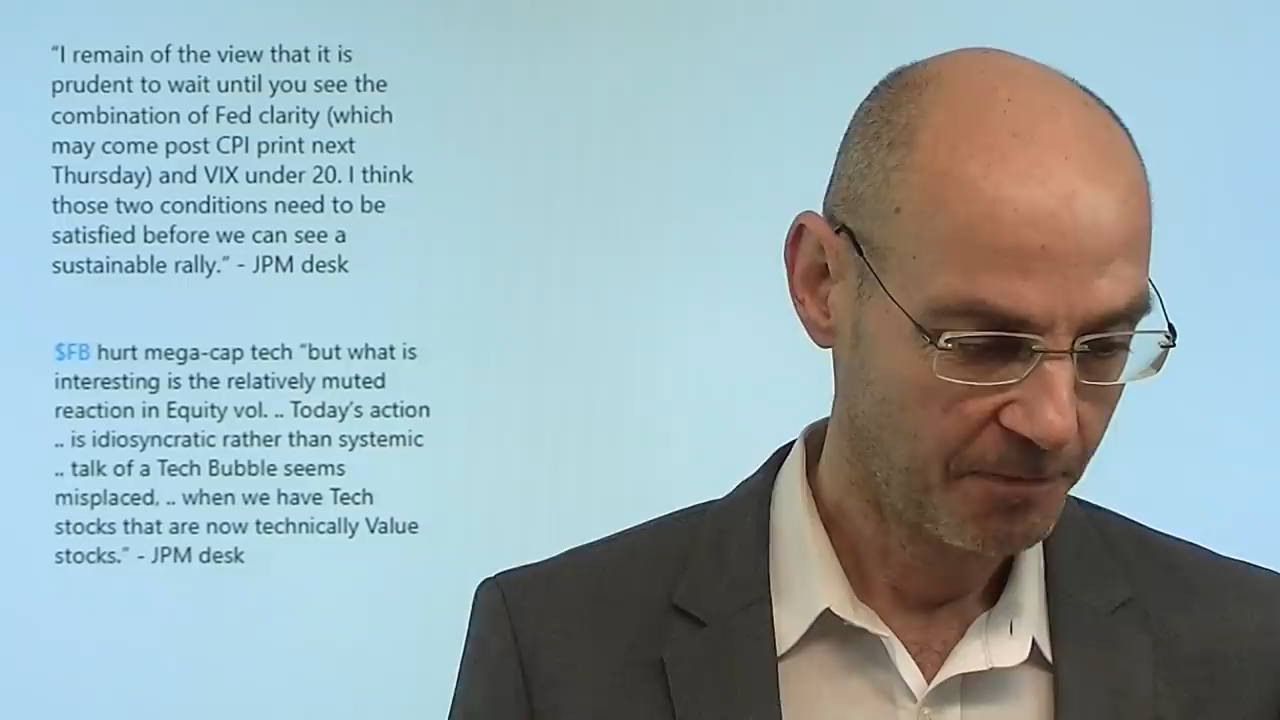 “I remain of the view that it is
prudent to wait until you see the
combination of Fed clarity (which
may come post CPI print next
Thursday) and VIX under 20. I think
those two conditions need to be
satisfied before we can see a
sustainable rally.” - JPM desk
$FB hurt mega-cap tech “but what is
interesting is the relatively muted
reaction in Equity vol. .. Today’s action
.. is idiosyncratic rather than systemic
.. talk of a Tech Bubble seems
misplaced, .. when we have Tech
stocks that are now technically Value
stocks.” - JPM desk